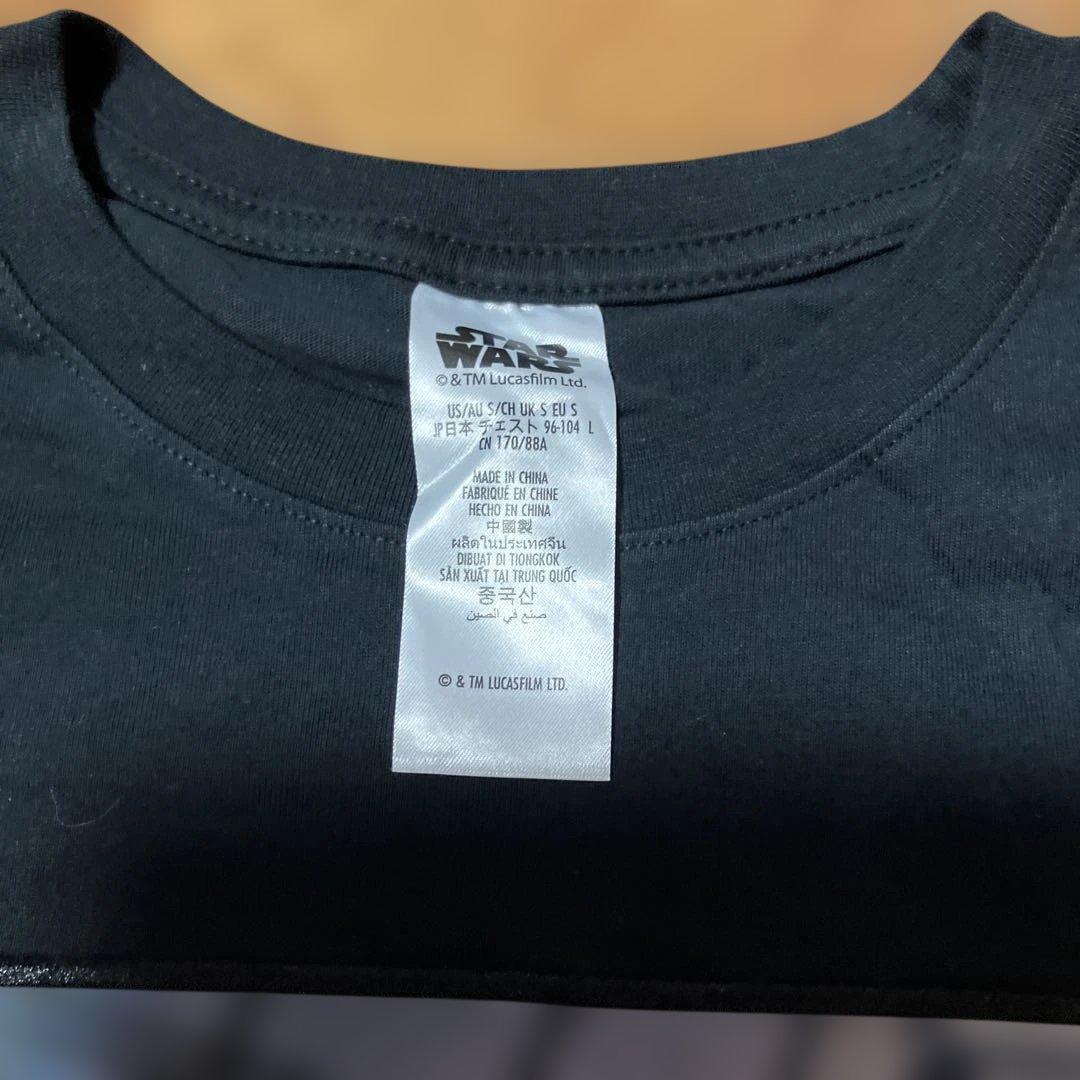 STAR
WARS
©&TM Lucasfilm Ltd.
US/AU S/CH UK S EU S
JP日本 チェスト 96-104 L
CN 170/88A
MADE IN CHINA
FABRIQUÉ EN CHINE
HECHO EN CHINA
中國製
ผลิตในประเทศจีน
DIBUAT DI TIONGKOK
SẢN XUẤT TẠI TRUNG QUỐC
중국산
صنع في الصين
© & TM LUCASFILM LTD.